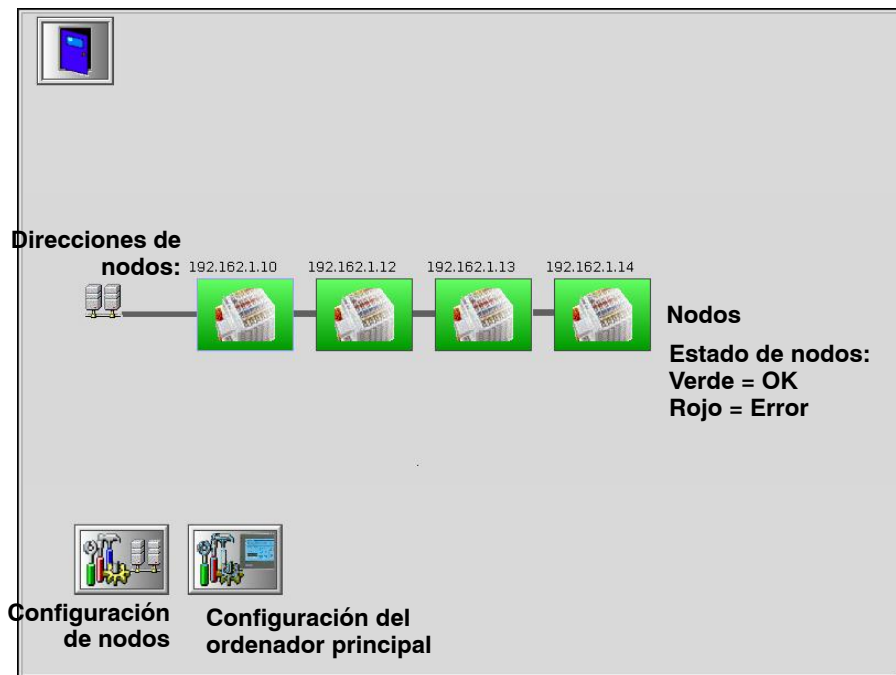 Direcciones de
nodos:
192.162.1.10
192.162.1.12
192.162.1.13
192.162.1.14
Nodos
Estado de nodos:
Verde = OK
Rojo = Error
Configuración
de nodos
Configuración del
ordenador principal